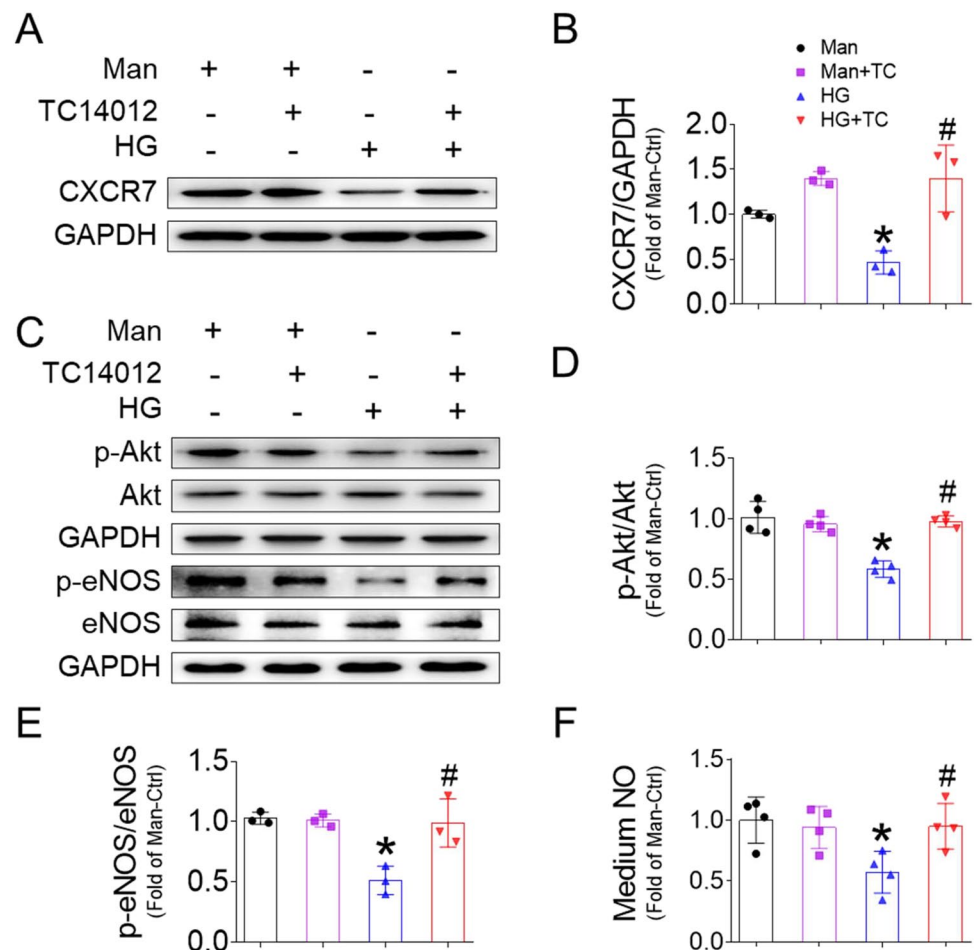 A
Man + + - -
TC14012 - + - +
HG - - + +
CXCR7
GAPDH
B
Man
Man+TC
HG
HG+TC
CXCR7/GAPDH
(Fold of Man-Ctrl)
2.0
1.5
1.0
0.5
0.0
*
#
C
Man + + - -
TC14012 - + - +
HG - - + +
p-Akt
Akt
GAPDH
p-eNOS
eNOS
GAPDH
D
p-Akt/Akt
(Fold of Man-Ctrl)
1.5
1.0
0.5
0.0
*
#
E
p-eNOS/eNOS
(Fold of Man-Ctrl)
1.5
1.0
0.5
0.0
*
#
F
Medium NO
(Fold of Man-Ctrl)
1.5
1.0
0.5
0.0
*
#